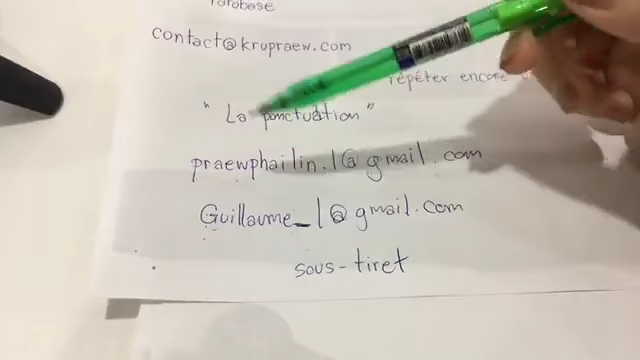 contact@krupraew.com
répéter encore
" La ponctuation "
praewphailin.1@gmail.com
Guillaume_1@gmail.com
sous-tiret